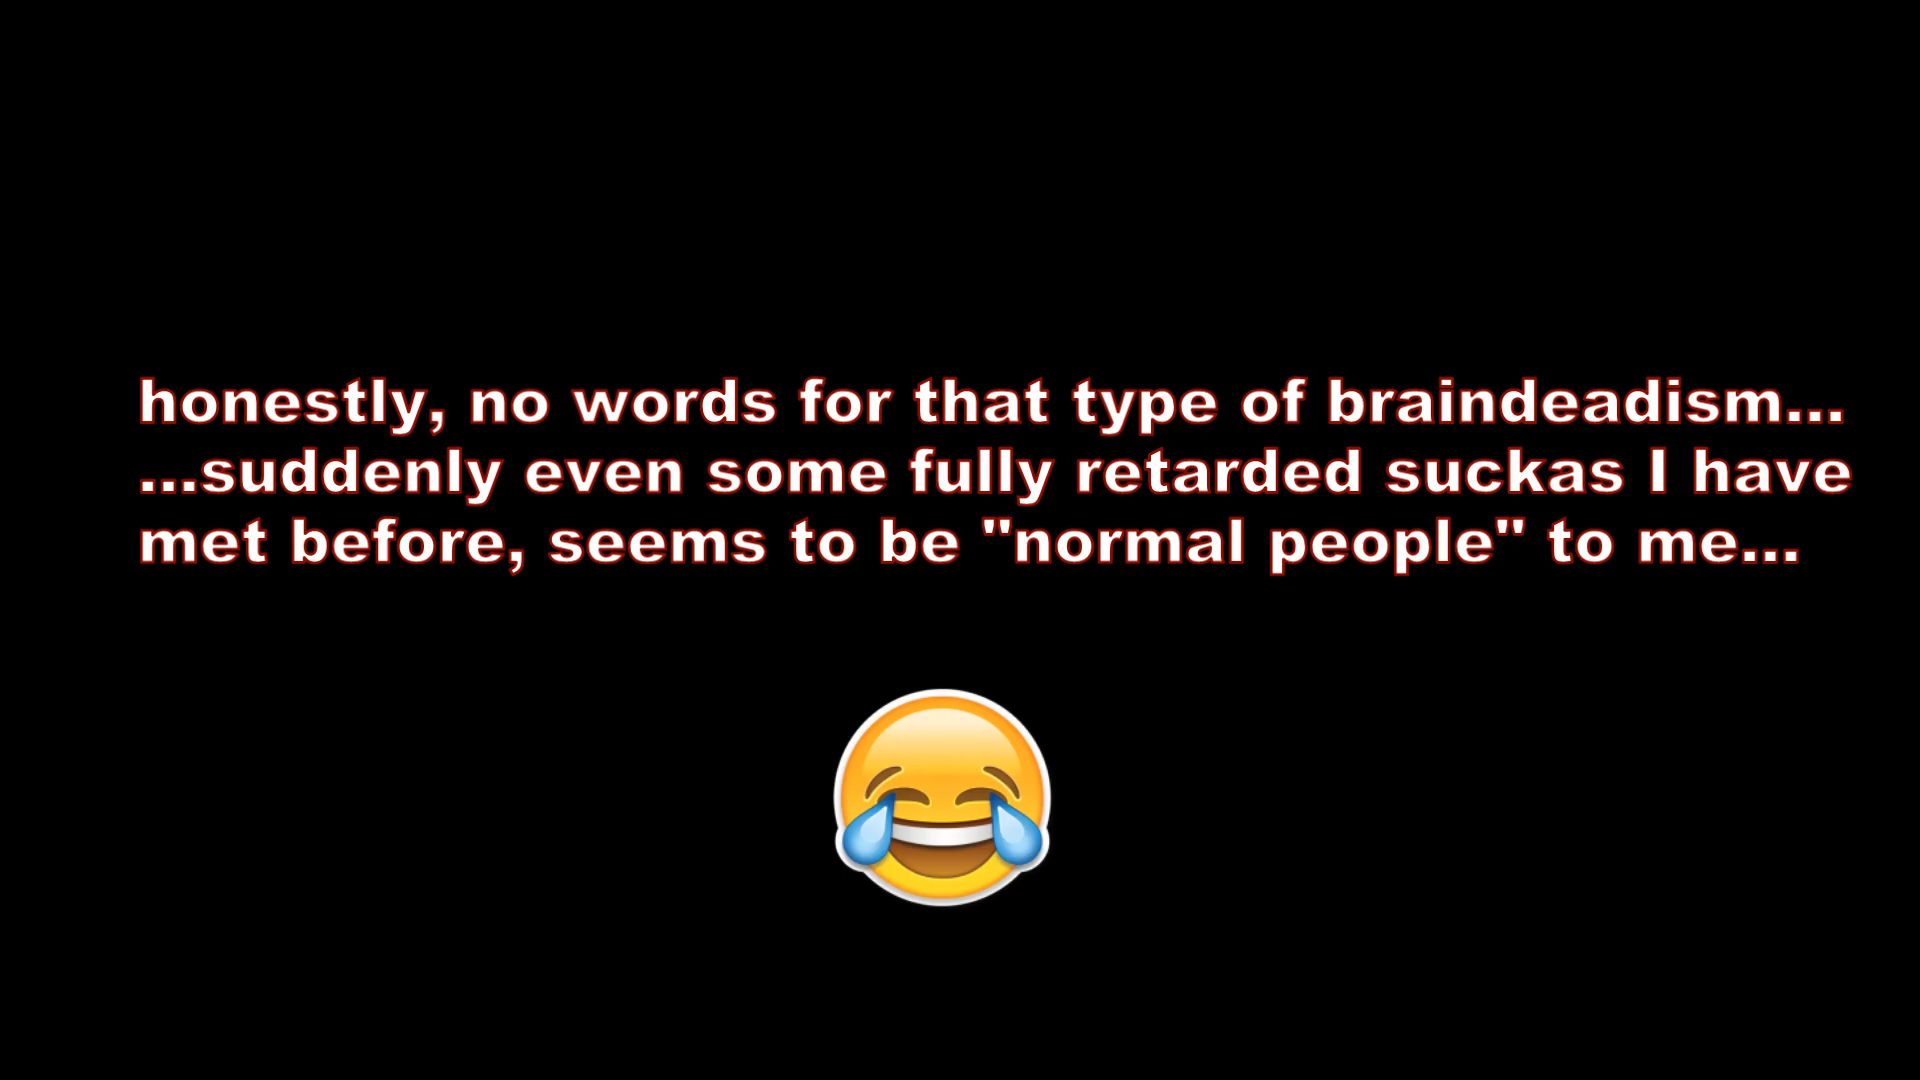 honestly, no words for that type of braindeadism...
...suddenly even some fully retarded suckas I have
met before, seems to be "normal people" to me...